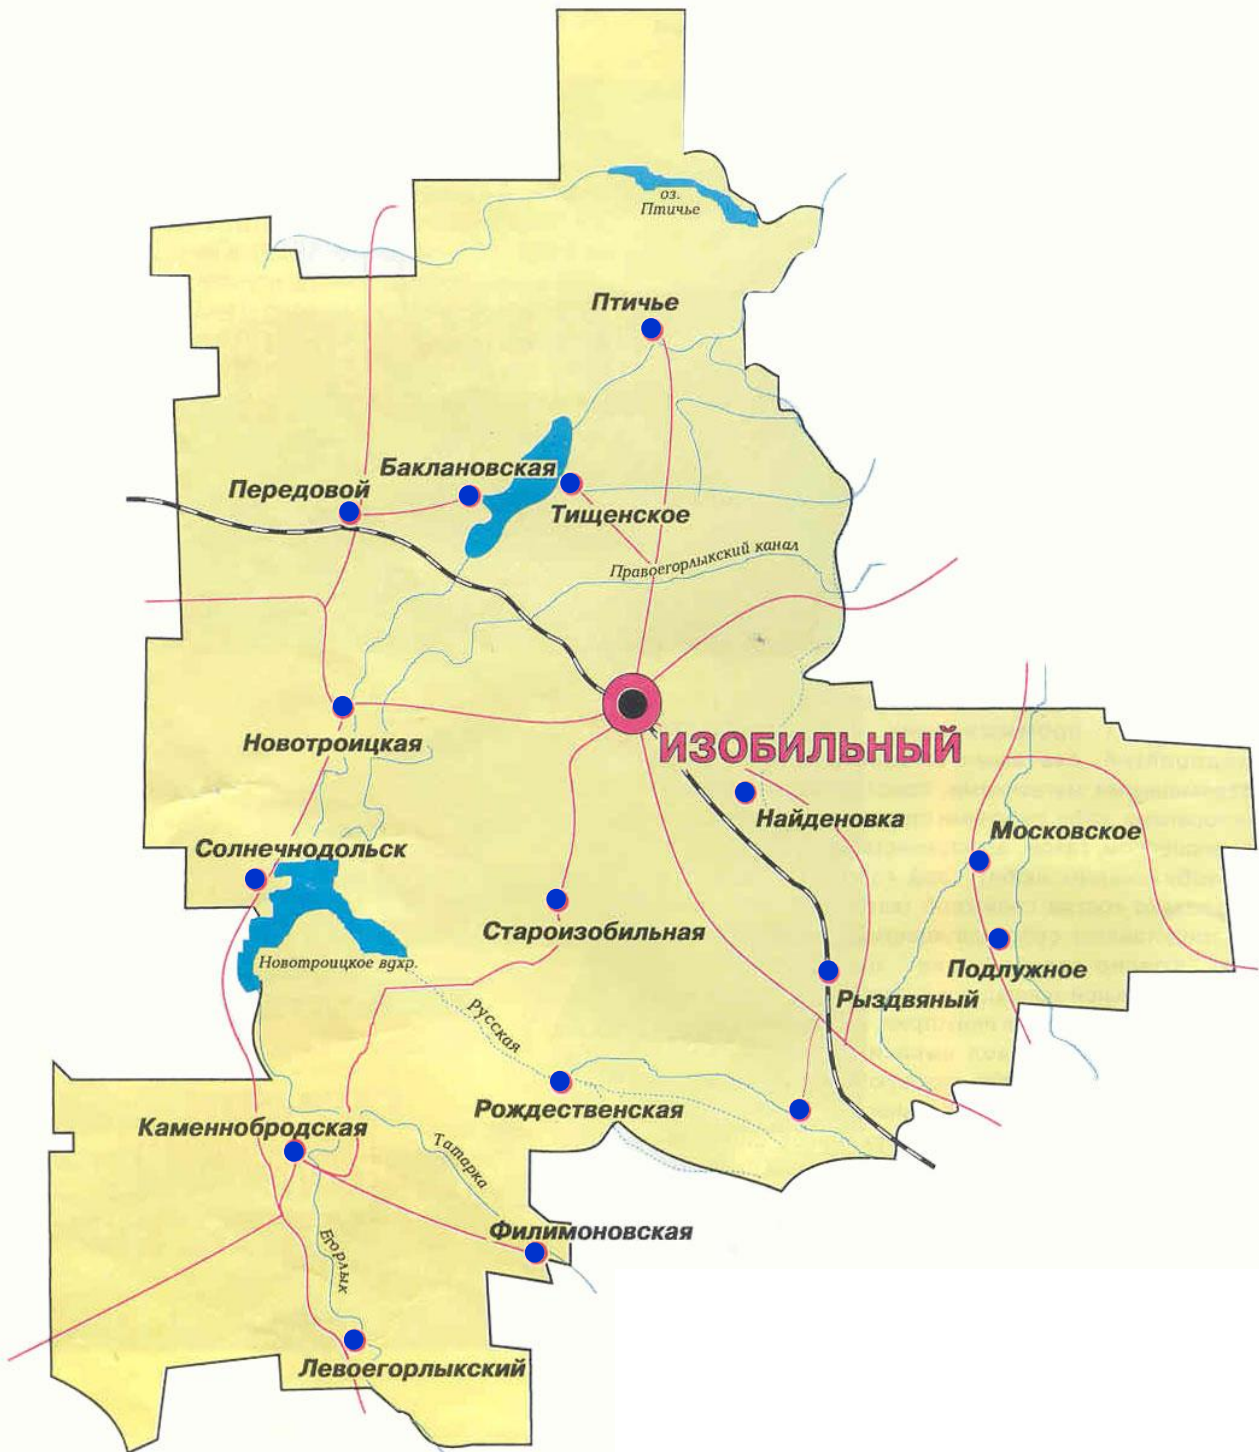 оз.
Птичье
Птичье
Баклановская
Передовой
Тищенское
Правоегорлыкский канал
Новотроицкая
ИЗОБИЛЬНЫЙ
Найденовка
Московское
Солнечнодольск
Староизобильная
Новотроицкое вдхр.
Подлужное
Рыздвяный
Русская
Рождественская
Каменнобродская
Татарка
Филимоновская
Егорлык
Левоегорлыкский